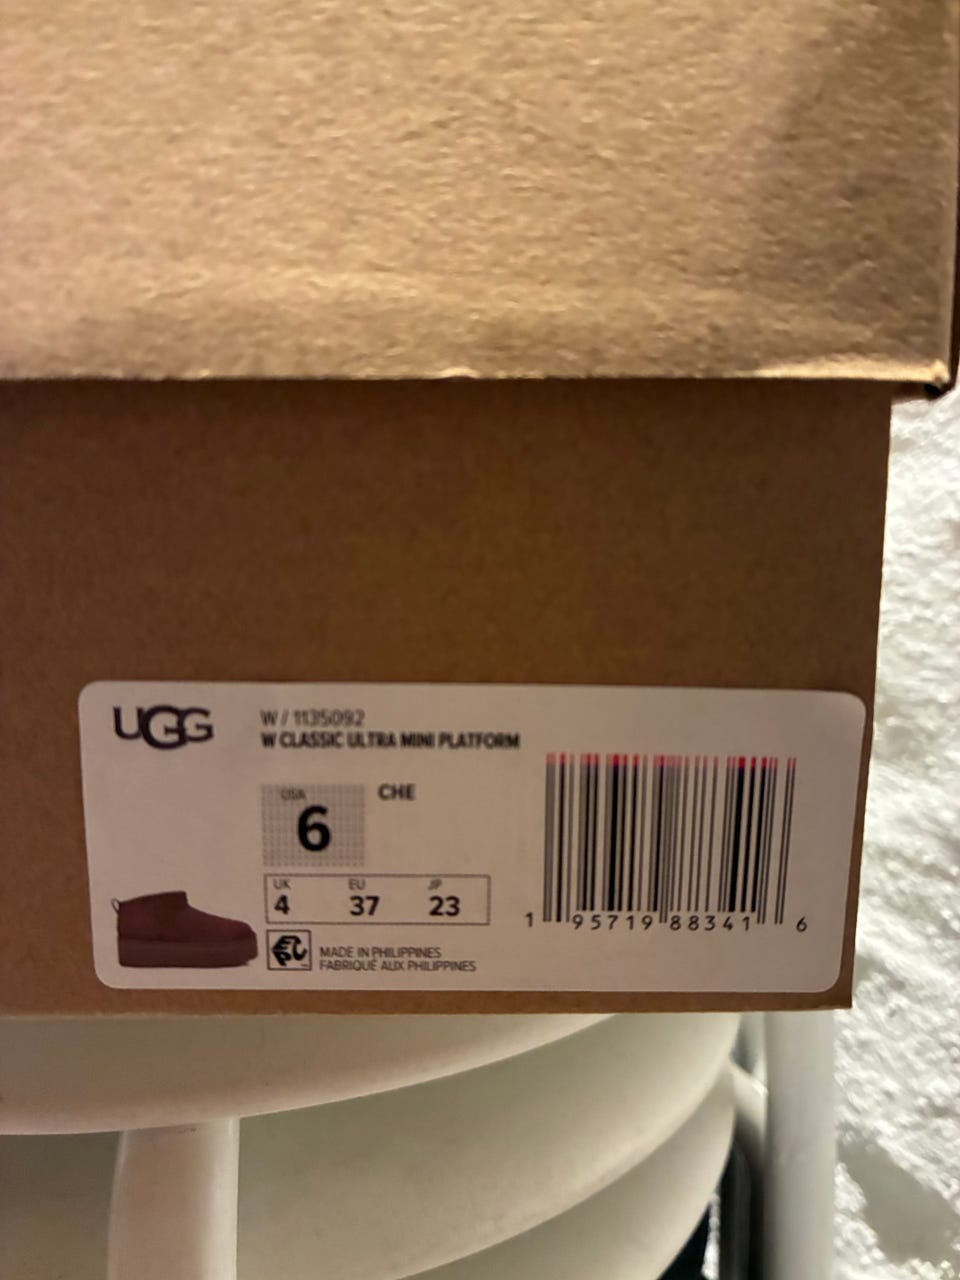 UGG
W / 1135092
W CLASSIC ULTRA MINI PLATFORM
USA
6
CHE
UK EU JP
4 37 23
MADE IN PHILIPPINES
FABRIQUÉ AUX PHILIPPINES
1 95719 88341 6